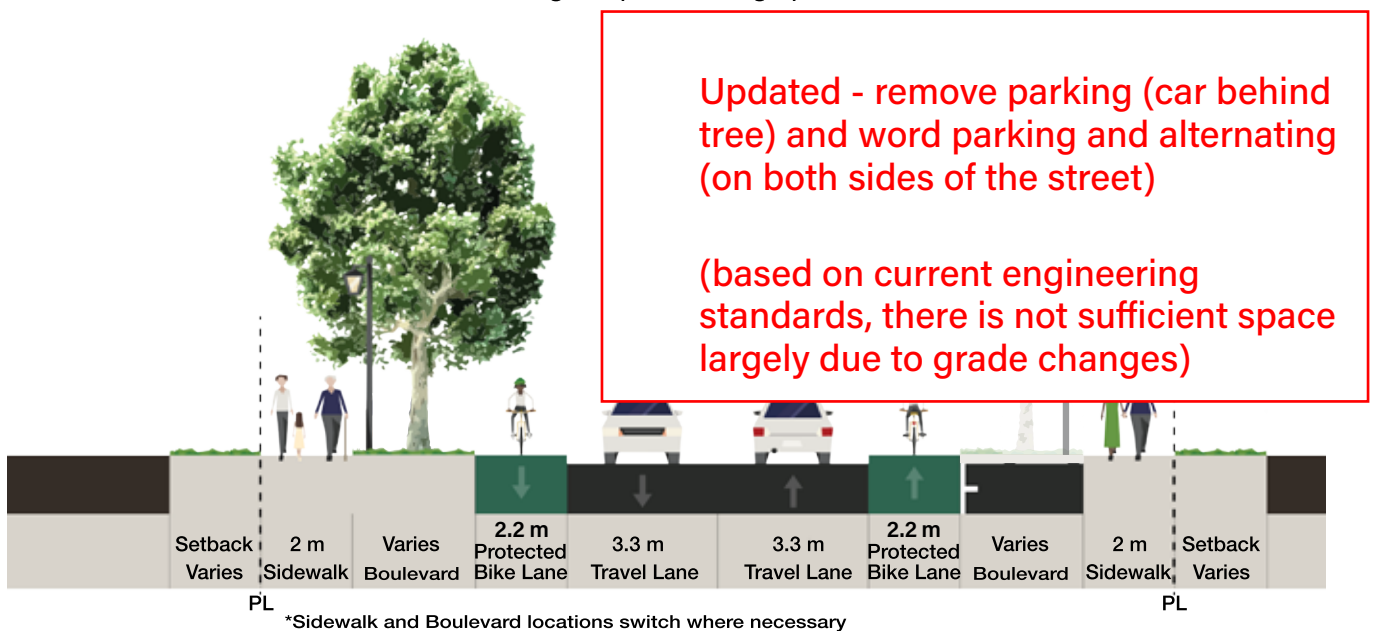 Updated - remove parking (car behind
tree) and word parking and alternating
(on both sides of the street)
(based on current engineering
standards, there is not sufficient space
largely due to grade changes)
Setback
Varies
2 m
Sidewalk
Varies
Boulevard
2.2 m
Protected
Bike Lane
3.3 m
Travel Lane
3.3 m
Travel Lane
2.2 m
Protected
Bike Lane
Varies
Boulevard
2 m
Sidewalk
Setback
Varies
PL
PL
*Sidewalk and Boulevard locations switch where necessary